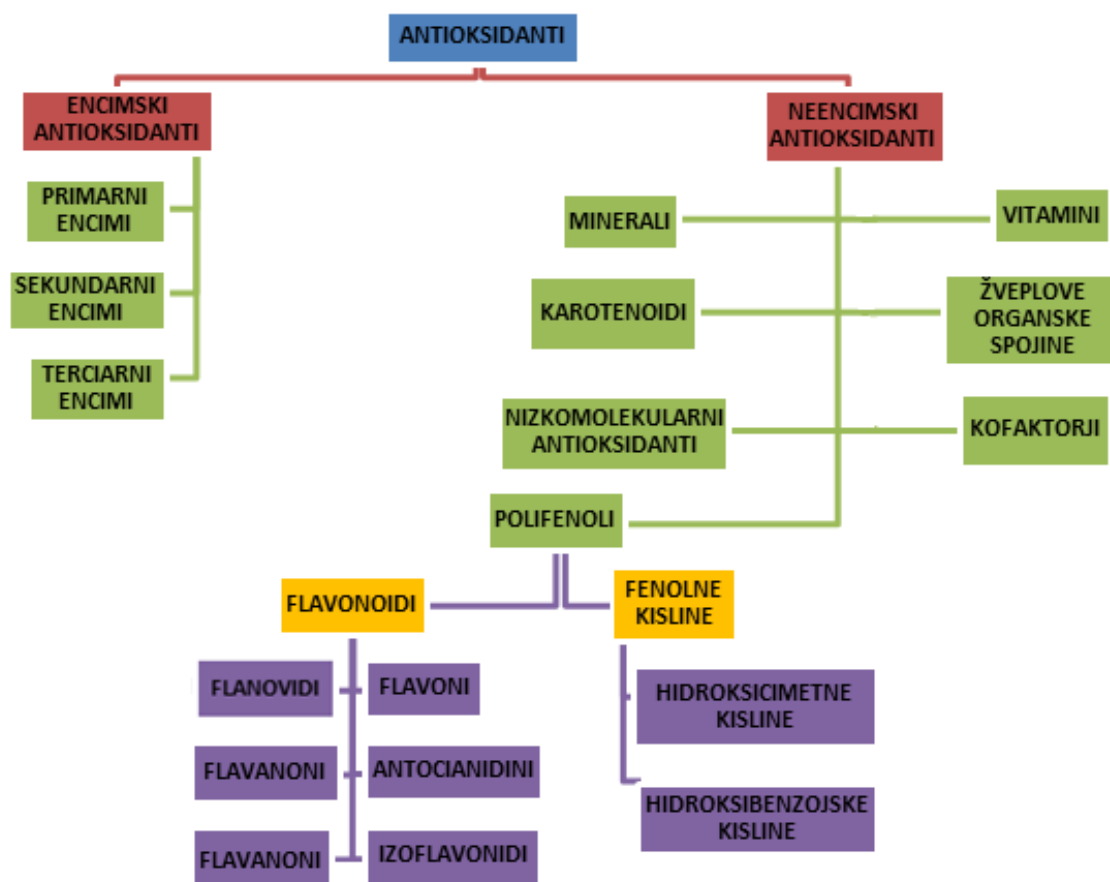 ANTIOKSIDANTI
ENCIMSKI
ANTIOKSIDANTI
NEENCIMSKI
ANTIOKSIDANTI
PRIMARNI
ENCIMI
SEKUNDARNI
ENCIMI
TERCIARNI
ENCIMI
MINERALI
VITAMINI
KAROTENOIDI
ŽVEPLOVE
ORGANSKE
SPOJINE
NIZKOMOLEKULARNI
ANTIOKSIDANTI
KOFAKTORJI
POLIFENOLI
FLAVONOIDI
FENOLNE
KISLINE
FLANOVIDI
FLAVONI
FLAVANONI
ANTOCIANIDINI
FLAVANONI
IZOFLAVONIDI
HIDROKSICIMETNE
KISLINE
HIDROKSIBENZOJSKE
KISLINE